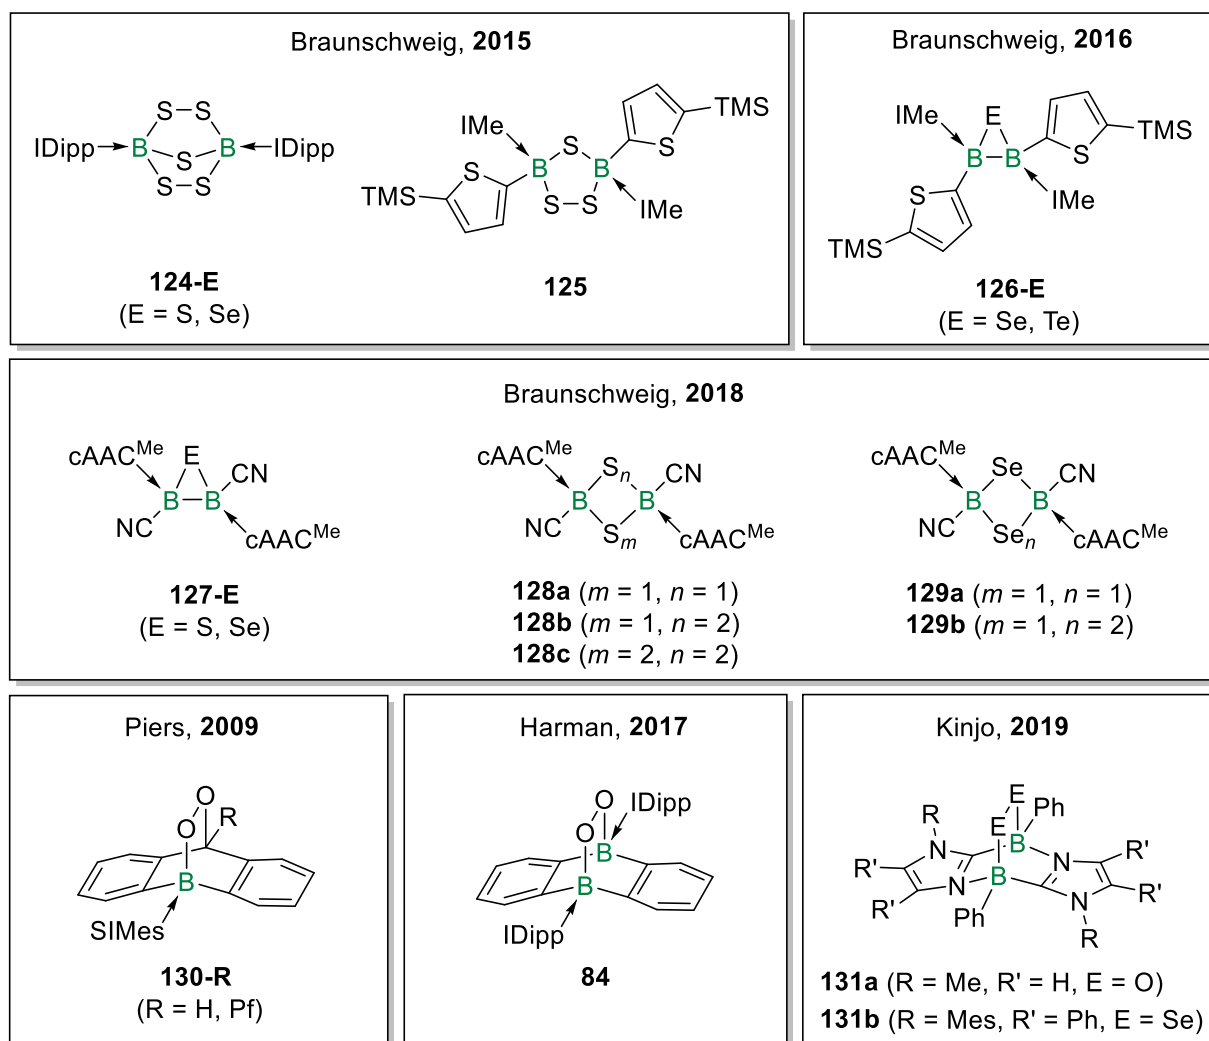 Braunschweig, 2015
S S
IDipp B S B IDipp
S S
124-E
(E = S, Se)
IMe S S TMS
B B
TMS S S S IMe
125
Braunschweig, 2016
IMe E S TMS
B B
S IMe
TMS
126-E
(E = Se, Te)
Braunschweig, 2018
cAACMe E CN
B B
NC cAACMe
127-E
(E = S, Se)
cAACMe Sn CN
B B
NC Sm cAACMe
128a (m = 1, n = 1)
128b (m = 1, n = 2)
128c (m = 2, n = 2)
cAACMe Se CN
B B
NC Sen cAACMe
129a (m = 1, n = 1)
129b (m = 1, n = 2)
Piers, 2009
O
O R
B
SIMes
130-R
(R = H, Pf)
Harman, 2017
O IDipp
O B
B
IDipp
84
Kinjo, 2019
E
R E Ph
N B N R'
R' N B R'
R' Ph N
R
131a (R = Me, R' = H, E = O)
131b (R = Mes, R' = Ph, E = Se)